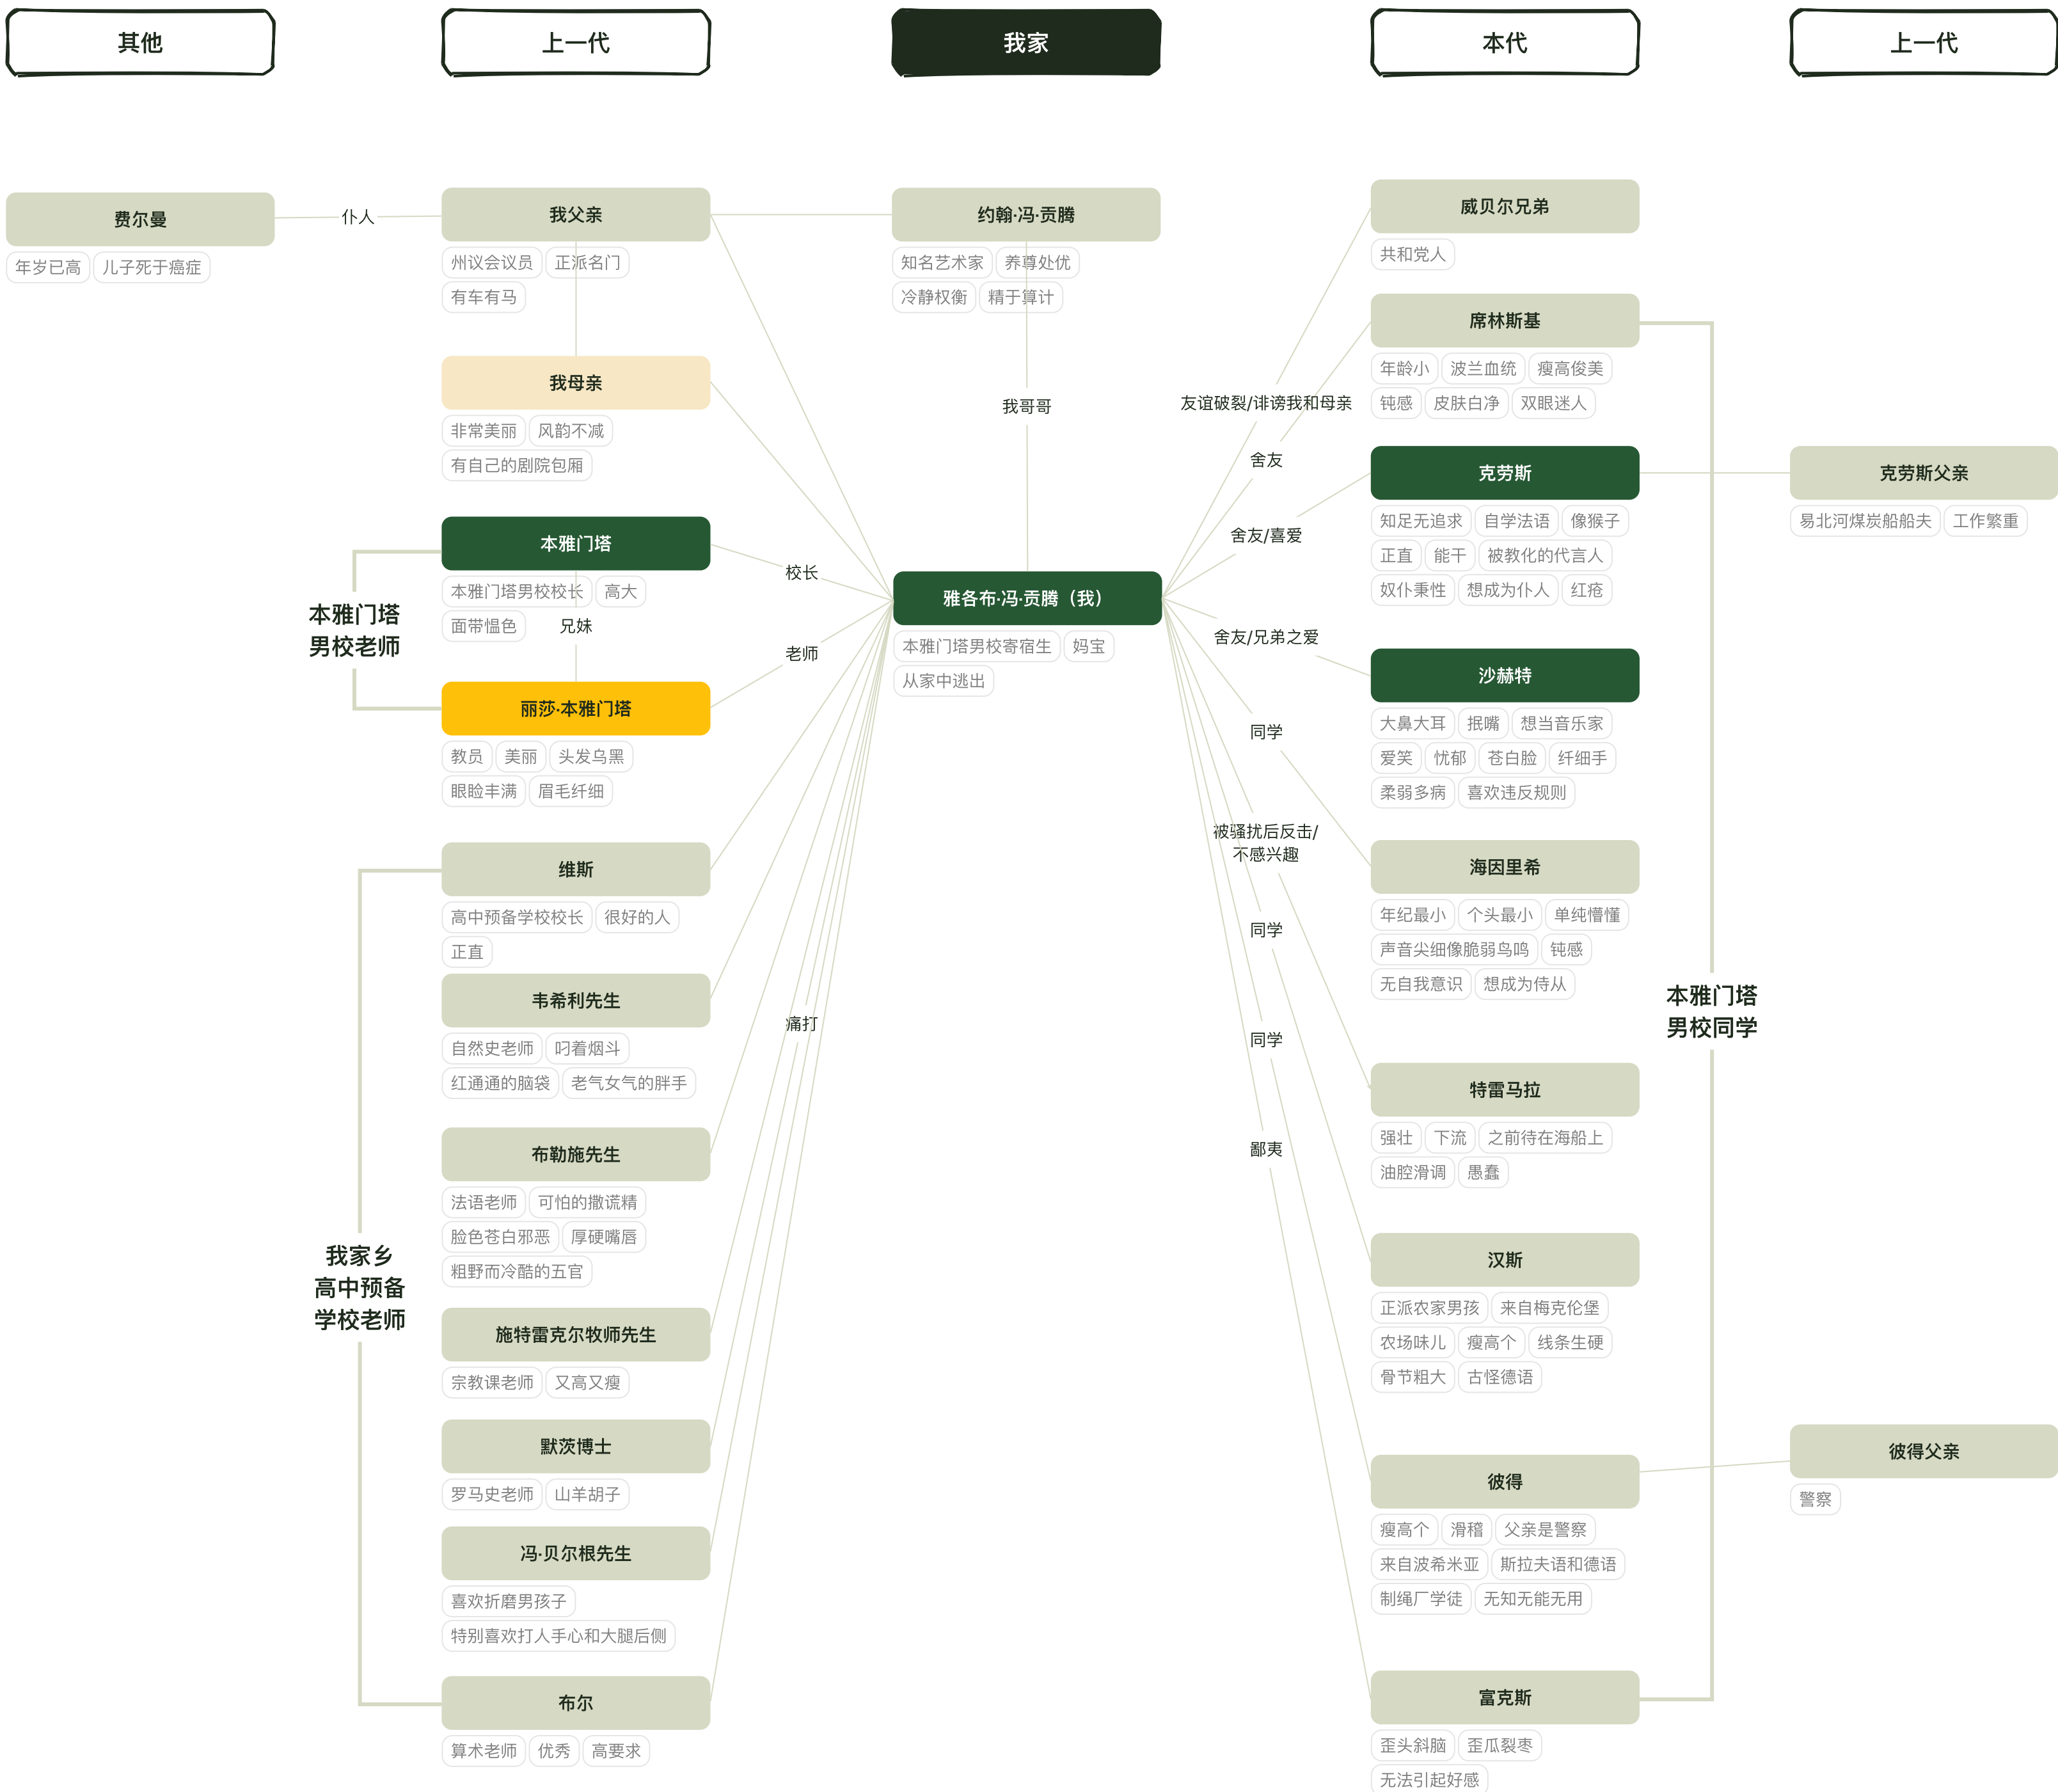 其他
上一代
我家
本代
上一代
费尔曼
年岁已高 儿子死于癌症
仆人
我父亲
州议会议员 正派名门
有车有马
我母亲
非常美丽 风韵不减
有自己的剧院包厢
本雅门塔
本雅门塔男校校长 高大
面带愠色
兄妹
丽莎·本雅门塔
教员 美丽 头发乌黑
眼睑丰满 眉毛纤细
本雅门塔
男校老师
维斯
高中预备学校校长 很好的人
正直
韦希利先生
自然史老师 叼着烟斗
红通通的脑袋 老气女气的胖手
布勒施先生
法语老师 可怕的撒谎精
脸色苍白邪恶 厚硬嘴唇
粗野而冷酷的五官
施特雷克尔牧师先生
宗教课老师 又高又瘦
默茨博士
罗马史老师 山羊胡子
冯·贝尔根先生
喜欢折磨男孩子
特别喜欢打人手心和大腿后侧
布尔
算术老师 优秀 高要求
我家乡
高中预备
学校老师
校长
老师
痛打
约翰·冯·贡腾
知名艺术家 养尊处优
冷静权衡 精于算计
我哥哥
雅各布·冯·贡腾（我）
本雅门塔男校寄宿生 妈宝
从家中逃出
友谊破裂/诽谤我和母亲
舍友
舍友/喜爱
舍友/兄弟之爱
同学
被骚扰后反击/
不感兴趣
同学
同学
鄙夷
威贝尔兄弟
共和党人
席林斯基
年龄小 波兰血统 瘦高俊美
钝感 皮肤白净 双眼迷人
克劳斯
知足无追求 自学法语 像猴子
正直 能干 被教化的代言人
奴仆秉性 想成为仆人 红疮
沙赫特
大鼻大耳 抿嘴 想当音乐家
爱笑 忧郁 苍白脸 纤细手
柔弱多病 喜欢违反规则
海因里希
年纪最小 个头最小 单纯懵懂
声音尖细像脆弱鸟鸣 钝感
无自我意识 想成为侍从
特雷马拉
强壮 下流 之前待在海船上
油腔滑调 愚蠢
汉斯
正派农家男孩 来自梅克伦堡
农场味儿 瘦高个 线条生硬
骨节粗大 古怪德语
彼得
瘦高个 滑稽 父亲是警察
来自波希米亚 斯拉夫语和德语
制绳厂学徒 无知无能无用
富克斯
歪头斜脑 歪瓜裂枣
无法引起好感
本雅门塔
男校同学
克劳斯父亲
易北河煤炭船船夫 工作繁重
彼得父亲
警察